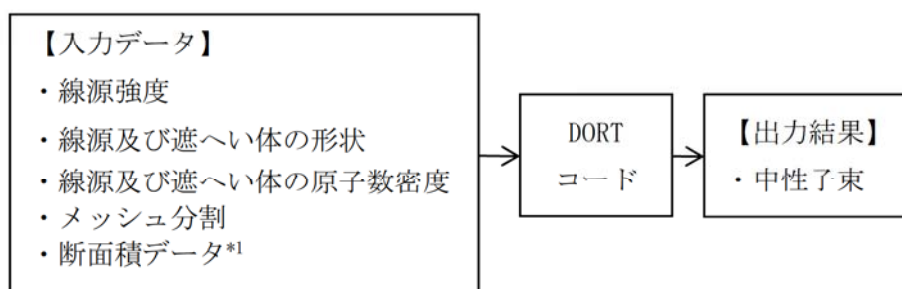 【入力データ】
・線源強度
・線源及び遮へい体の形状
・線源及び遮へい体の原子数密度
・メッシュ分割
・断面積データ*1
DORT
コード
【出力結果】
・中性子束